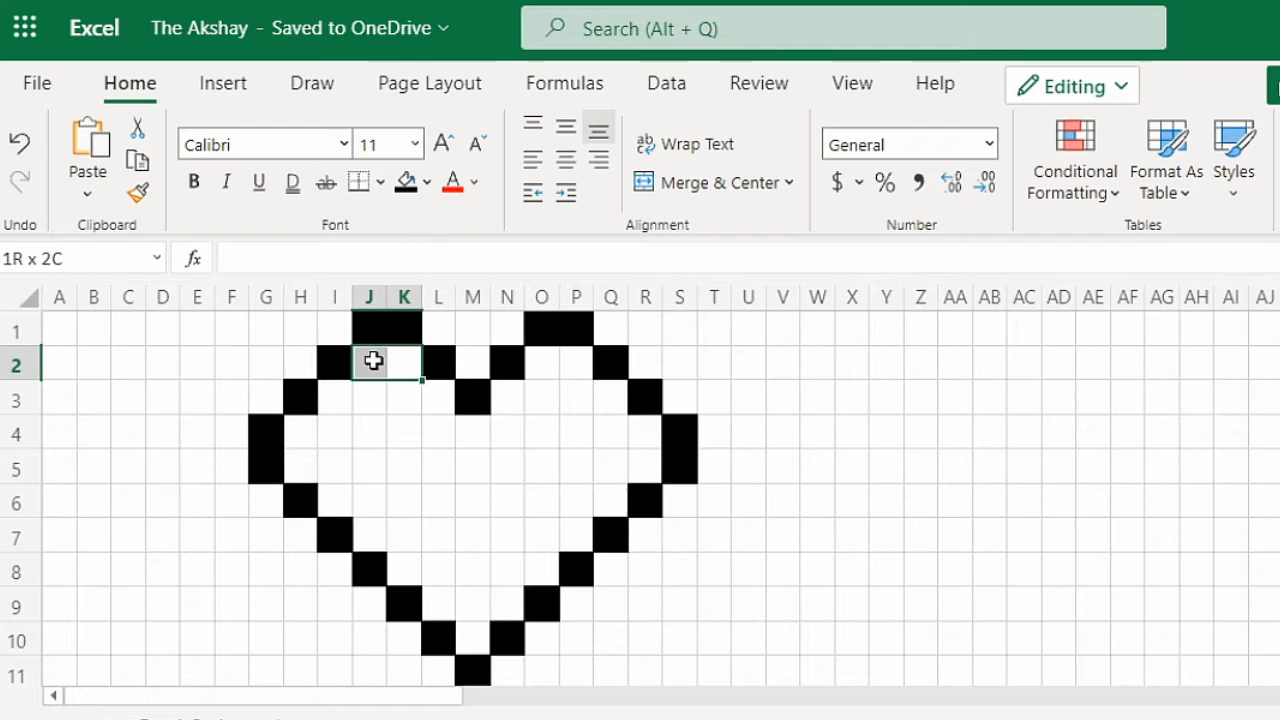 Excel The Akshay - Saved to OneDrive Search (Alt + Q)
File Home Insert Draw Page Layout Formulas Data Review View Help Editing
Paste
Calibri 11
B I U D ab A
ab Wrap Text
Merge & Center
General
$ % .00
Conditional Formatting
Format As Table
Styles
Undo Clipboard Font Alignment Number Tables
1R x 2C fx
A B C D E F G H I J K L M N O P Q R S T U V W X Y Z AA AB AC AD AE AF AG AH AI AJ
1
2
3
4
5
6
7
8
9
10
11